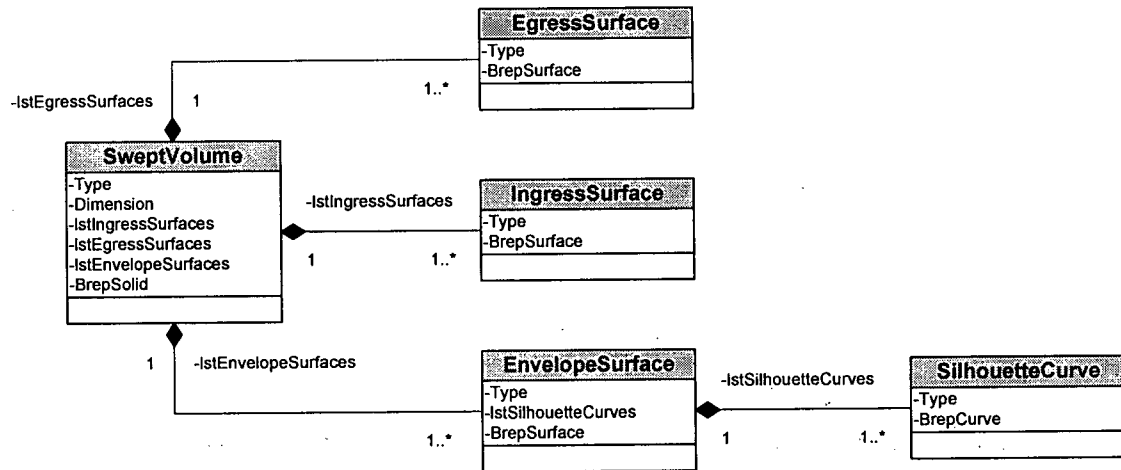 EgressSurface
-Type
-BrepSurface
-lstEgressSurfaces
1
1..*
SweptVolume
-Type
-Dimension
-lstIngressSurfaces
-lstEgressSurfaces
-lstEnvelopeSurfaces
-BrepSolid
-lstIngressSurfaces
1
1..*
IngressSurface
-Type
-BrepSurface
1
-lstEnvelopeSurfaces
1..*
EnvelopeSurface
-Type
-lstSilhouetteCurves
-BrepSurface
-lstSilhouetteCurves
1
1..*
SilhouetteCurve
-Type
-BrepCurve